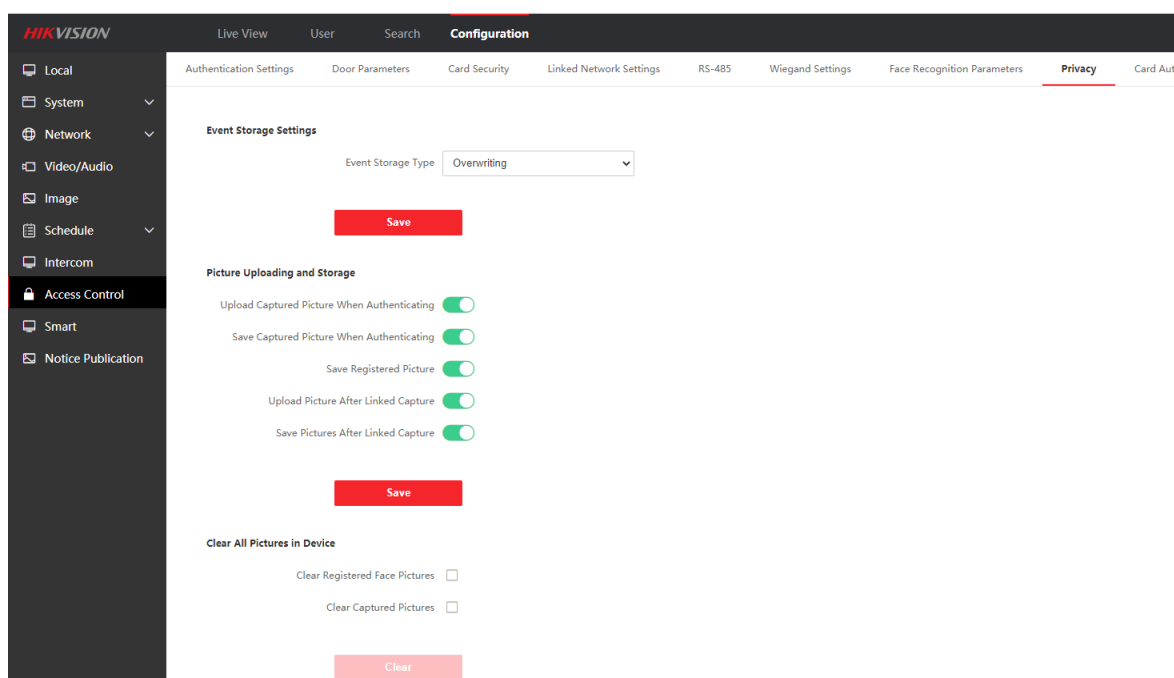 HIKVISION Live View User Search Configuration
Local
System
Network
Video/Audio
Image
Schedule
Intercom
Access Control
Smart
Notice Publication
Authentication Settings Door Parameters Card Security Linked Network Settings RS-485 Wiegand Settings Face Recognition Parameters Privacy Card Aut
Event Storage Settings
Event Storage Type Overwriting
Save
Picture Uploading and Storage
Upload Captured Picture When Authenticating
Save Captured Picture When Authenticating
Save Registered Picture
Upload Picture After Linked Capture
Save Pictures After Linked Capture
Save
Clear All Pictures in Device
Clear Registered Face Pictures
Clear Captured Pictures
Clear